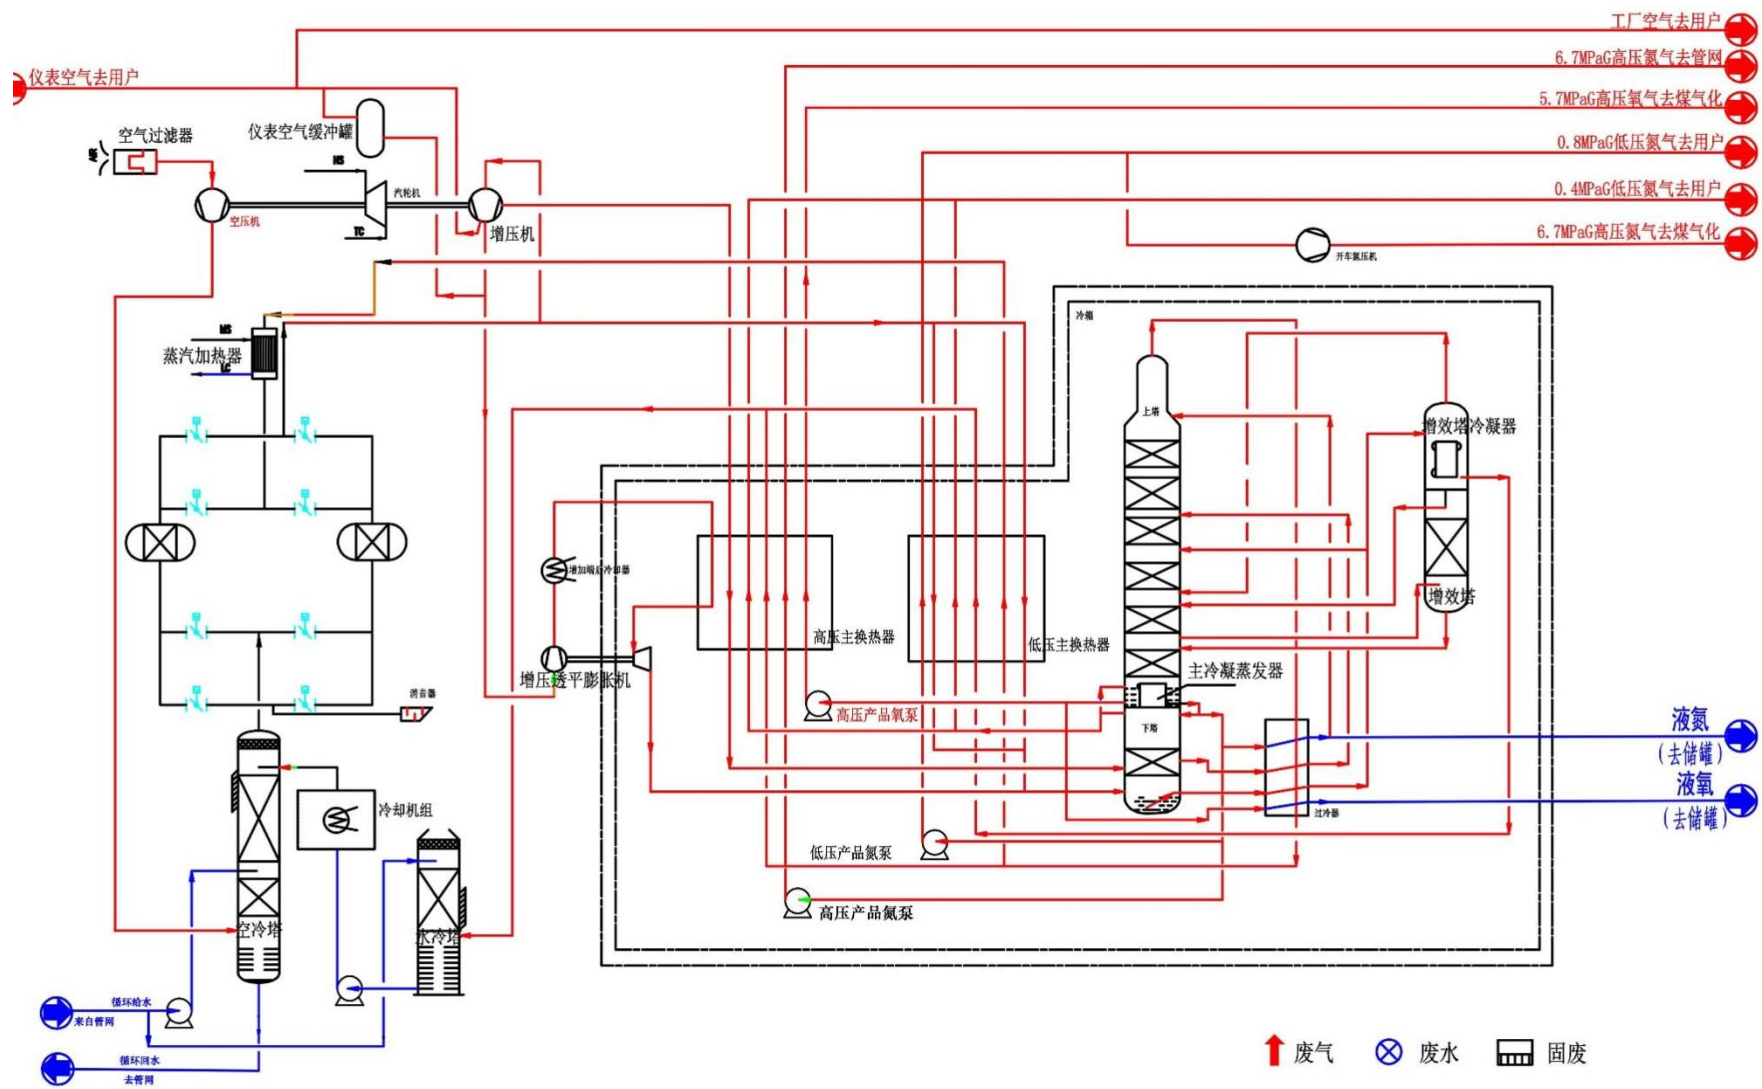 工厂空气去用户
6.7MPaG高压氮气去管网
仪表空气去用户
5.7MPaG高压氧气去煤气化
空气过滤器
仪表空气缓冲罐
0.8MPaG低压氮气去用户
AIR
HS
汽轮机
0.4MPaG低压氮气去用户
空压机
TC
增压机
6.7MPaG高压氮气去煤气化
开车氮压机
冷箱
MS
蒸汽加热器
LC
上塔
增效塔冷凝器
增加端后冷却器
增效塔
高压主换热器
低压主换热器
增压透平膨胀机
主冷凝蒸发器
消音器
高压产品氧泵
下塔
液氮
(去储罐)
液氧
(去储罐)
冷却机组
过冷器
低压产品氮泵
高压产品氮泵
空冷塔
水冷塔
循环给水
来自管网
循环回水
去管网
废气
废水
固废